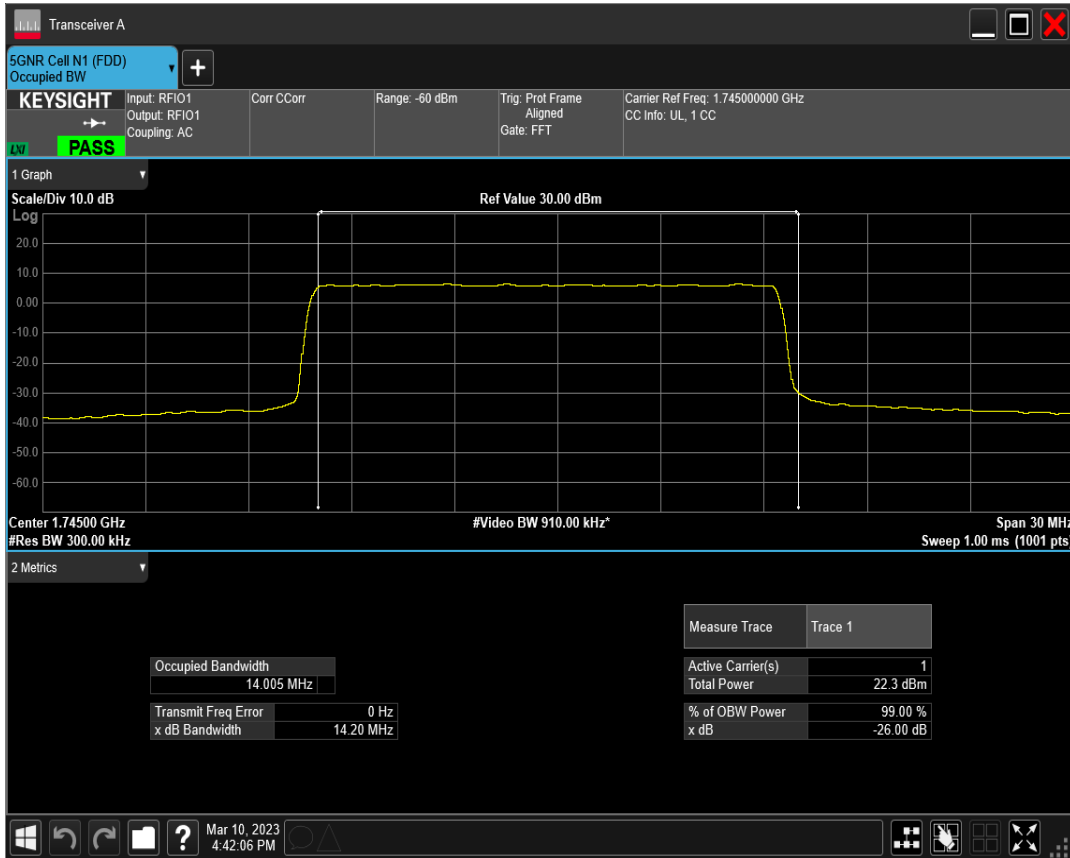 Transceiver A
5GNR Cell N1 (FDD)
Occupied BW
+
KEYSIGHT
LXI
PASS
Input: RFIO1
Output: RFIO1
Coupling: AC
Corr CCorr
Range: -60 dBm
Trig: Prot Frame
Aligned
Gate: FFT
Carrier Ref Freq: 1.745000000 GHz
CC Info: UL, 1 CC
1 Graph
Scale/Div 10.0 dB
Ref Value 30.00 dBm
Log
20.0
10.0
0.00
-10.0
-20.0
-30.0
-40.0
-50.0
-60.0
Center 1.74500 GHz
#Video BW 910.00 kHz*
Span 30 MHz
#Res BW 300.00 kHz
Sweep 1.00 ms (1001 pts)
2 Metrics
Measure Trace Trace 1
Occupied Bandwidth
14.005 MHz
Transmit Freq Error 0 Hz
x dB Bandwidth 14.20 MHz
Active Carrier(s) 1
Total Power 22.3 dBm
% of OBW Power 99.00 %
x dB -26.00 dB
?
Mar 10, 2023
4:42:06 PM